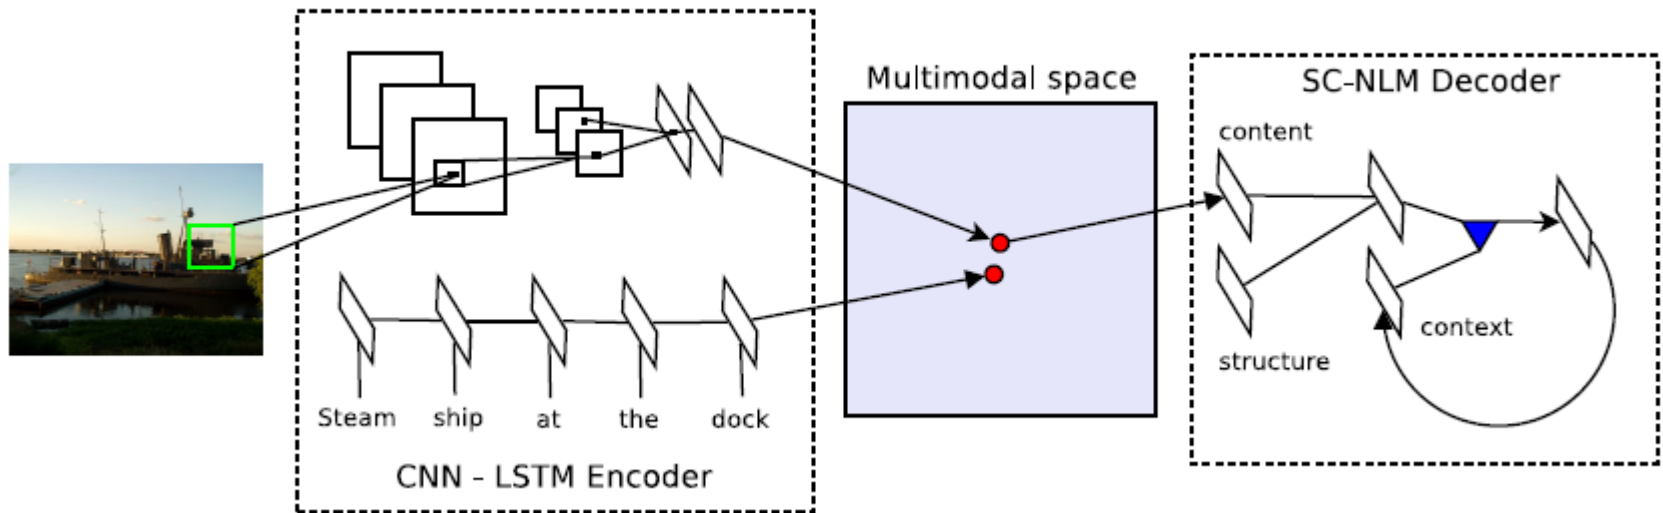 Steam ship at the dock
CNN - LSTM Encoder
Multimodal space
SC-NLM Decoder
content
structure
context